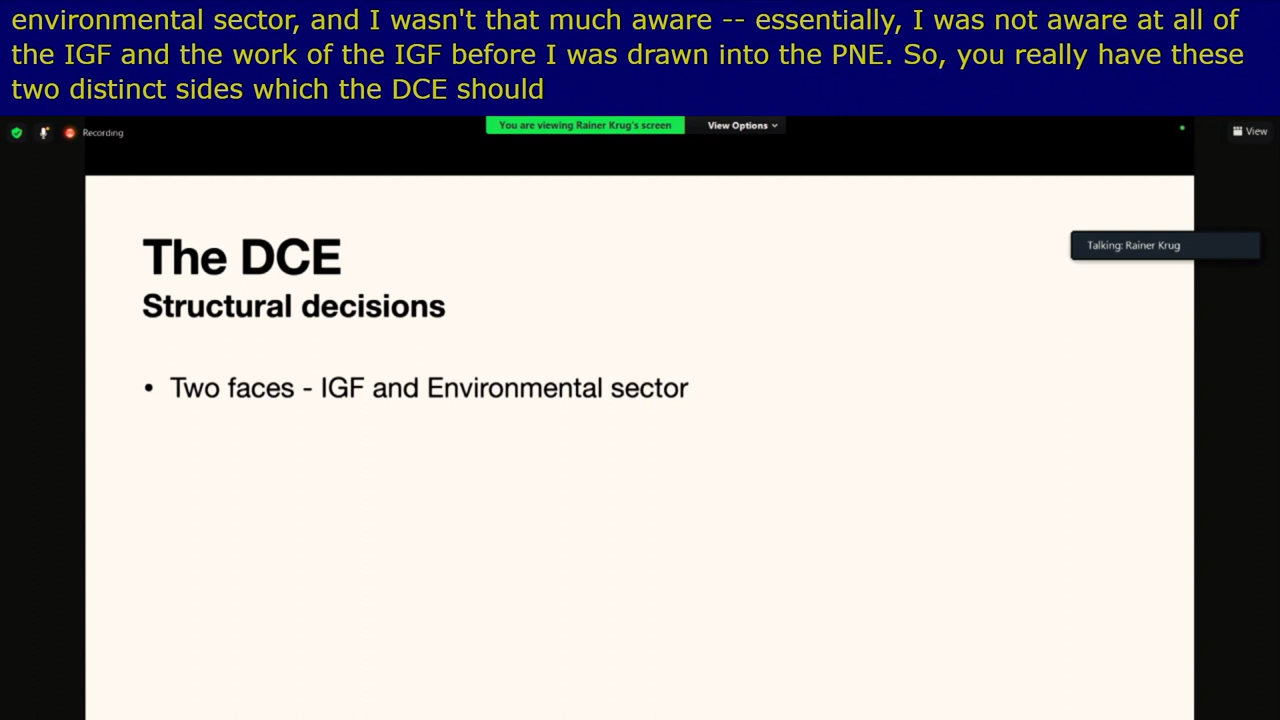 environmental sector, and I wasn't that much aware -- essentially, I was not aware at all of
the IGF and the work of the IGF before I was drawn into the PNE. So, you really have these
two distinct sides which the DCE should
Recording
You are viewing Rainer Krug's screen
View Options
View
Talking: Rainer Krug
The DCE
Structural decisions
• Two faces - IGF and Environmental sector